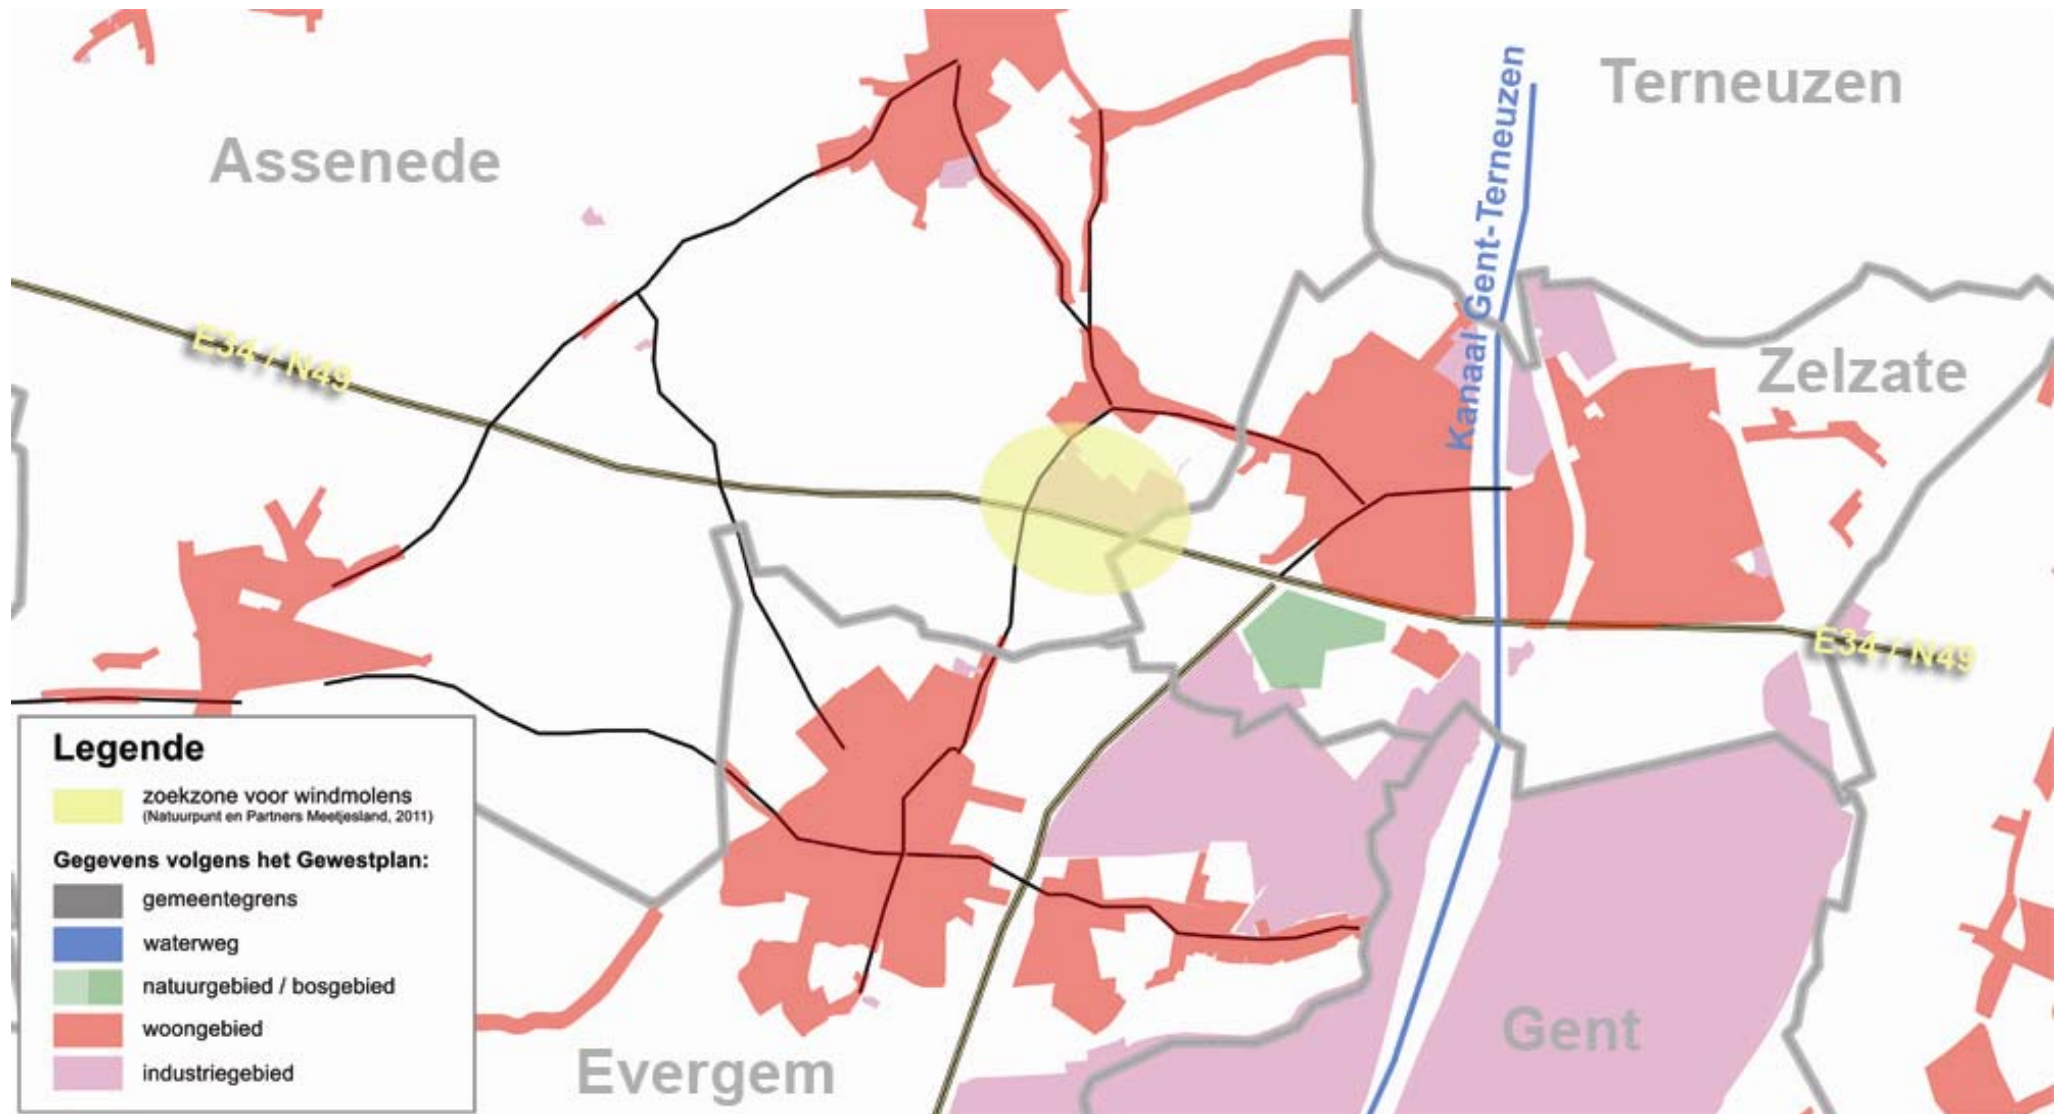 Terneuzen
Assenede
Kanaal Gent-Terneuzen
E34 / N49
Zelzate
E34 / N49
Legende
zoekzone voor windmolens
(Natuurpunt en Partners Meetjesland, 2011)
Gegevens volgens het Gewestplan:
gemeentegrens
waterweg
natuurgebied / bosgebied
woongebied
industriegebied
Gent
Evergem